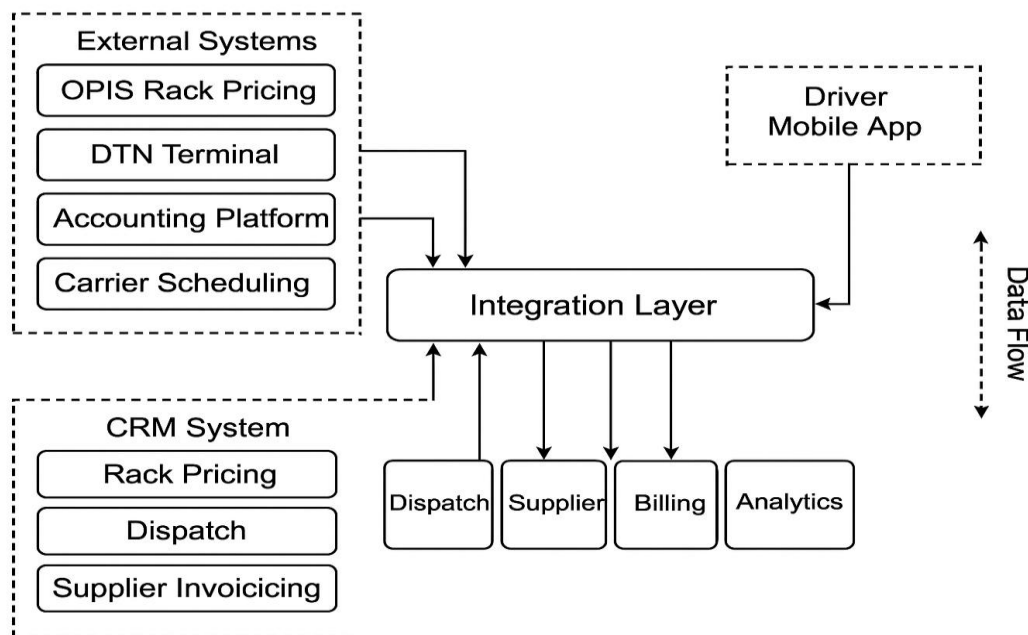 External Systems
OPIS Rack Pricing
DTN Terminal
Accounting Platform
Carrier Scheduling
Driver
Mobile App
Integration Layer
Data Flow
CRM System
Rack Pricing
Dispatch
Supplier Invoicicing
Dispatch
Supplier
Billing
Analytics